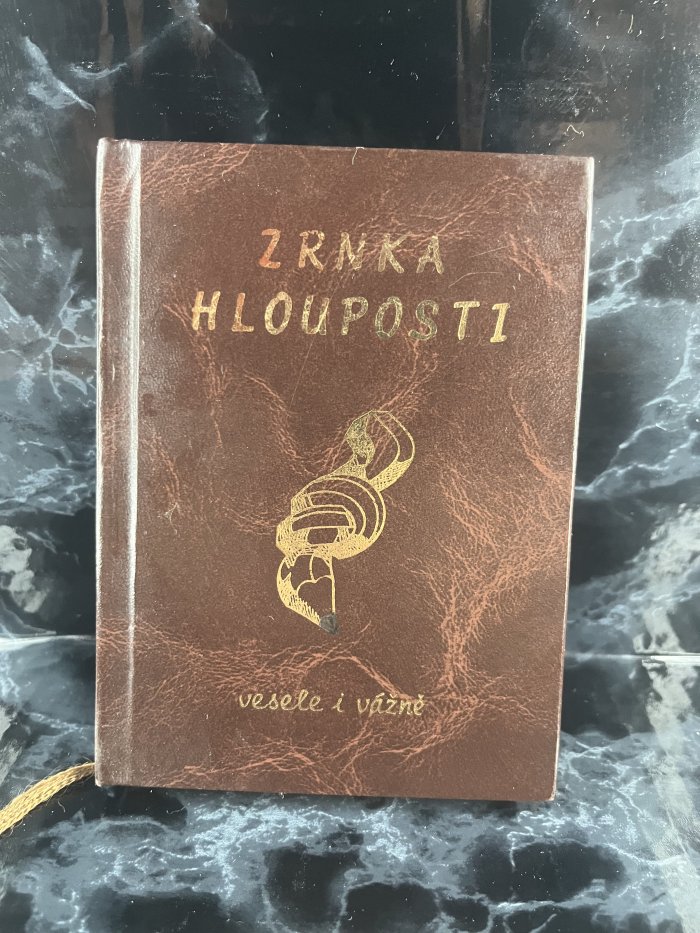 ZRNKA
HLOUPOSTI
vesele i vážně